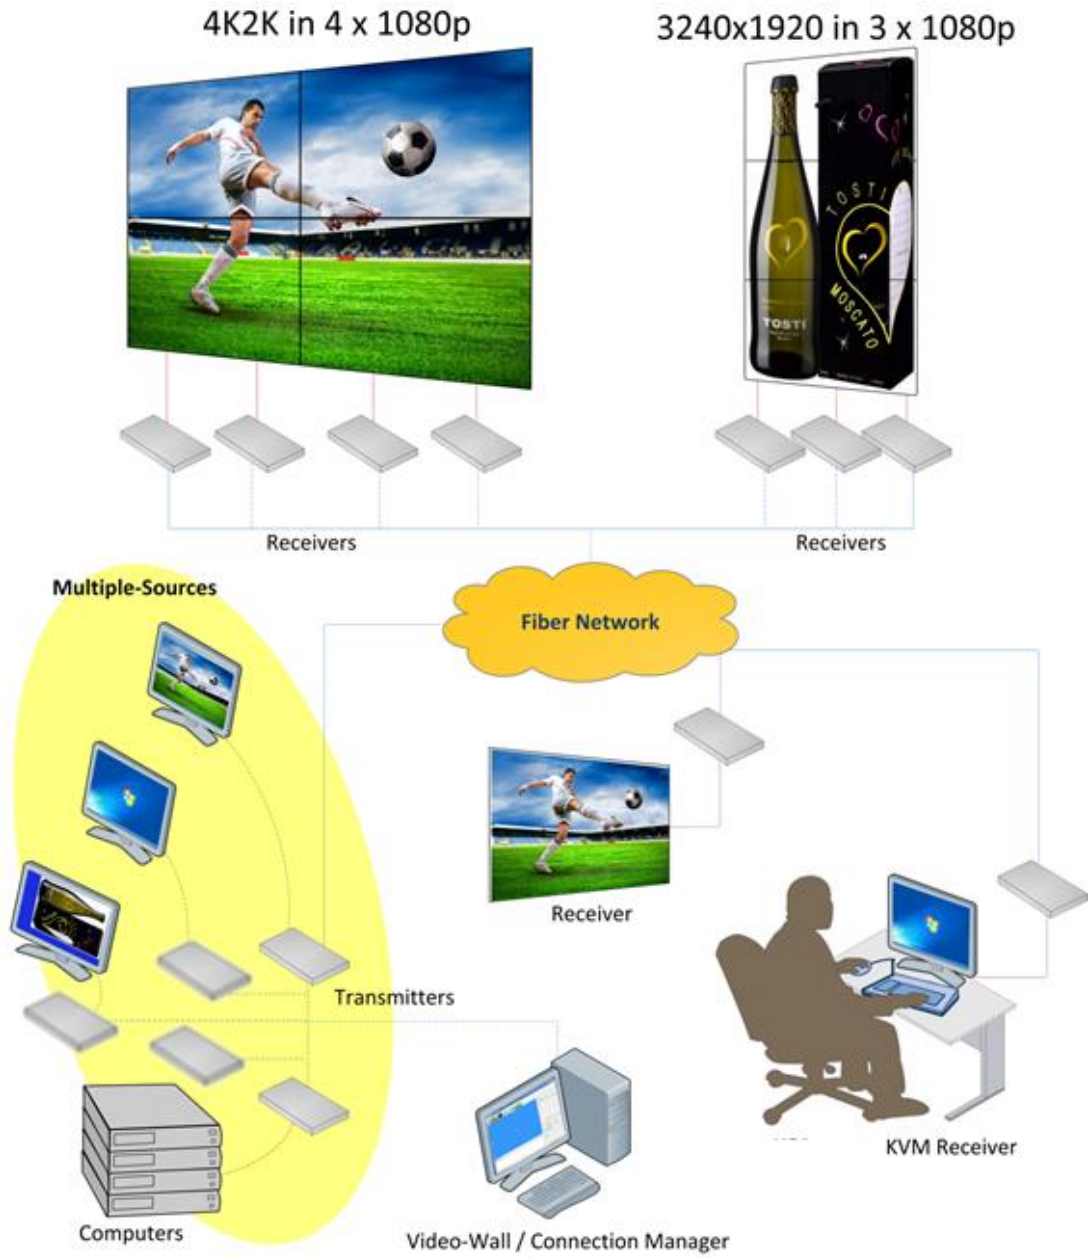 4K2K in 4 x 1080p
3240x1920 in 3 x 1080p
TOSTI
MOSCATO
TOSTI
Receivers
Receivers
Multiple-Sources
Fiber Network
Receiver
Transmitters
KVM Receiver
Computers
Video-Wall / Connection Manager